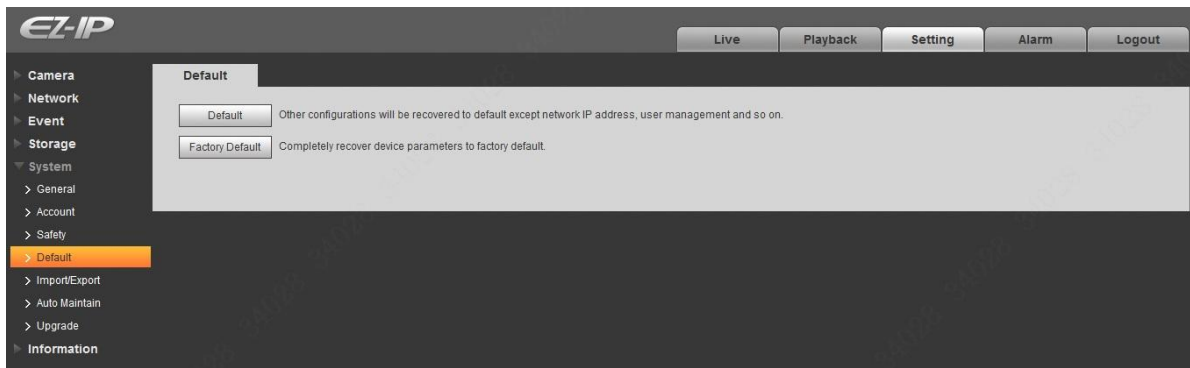 EZ-IP
Live Playback Setting Alarm Logout
Camera
Network
Event
Storage
System
> General
> Account
> Safety
> Default
> Import/Export
> Auto Maintain
> Upgrade
Information
Default
Default Other configurations will be recovered to default except network IP address, user management and so on.
Factory Default Completely recover device parameters to factory default.